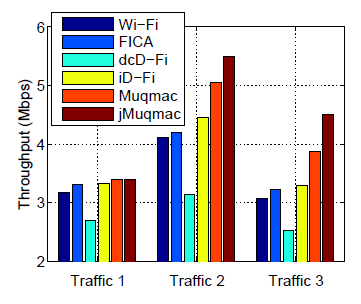 Wi-Fi
FICA
dcD-Fi
iD-Fi
Muqmac
jMuqmac
Throughput (Mbps)
6
5
4
3
2
Traffic 1 Traffic 2 Traffic 3